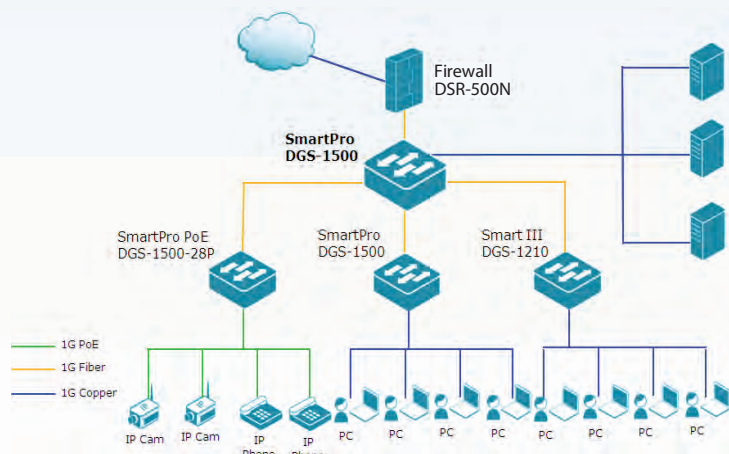 Firewall
DSR-500N
SmartPro
DGS-1500
SmartPro PoE
DGS-1500-28P
SmartPro
DGS-1500
Smart III
DGS-1210
1G PoE
1G Fiber
1G Copper
IP Cam
IP Cam
IP
Phone
IP
Phone
PC
PC
PC
PC
PC
PC
PC
PC